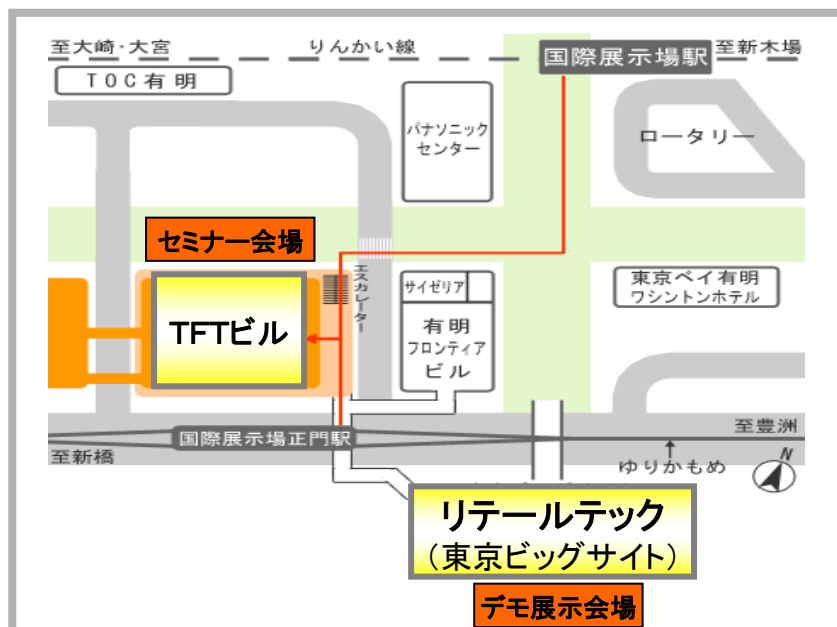 至大崎・大宮
りんかい線
国際展示場駅
至新木場
TOC有明
パナソニック
センター
ロータリー
セミナー会場
エスカレーター
サイゼリア
東京ベイ有明
ワシントンホテル
TFTビル
有明
フロンティア
ビル
至豊洲
国際展示場正門駅
至新橋
ゆりかもめ
N
リテールテック
(東京ビッグサイト)
デモ展示会場